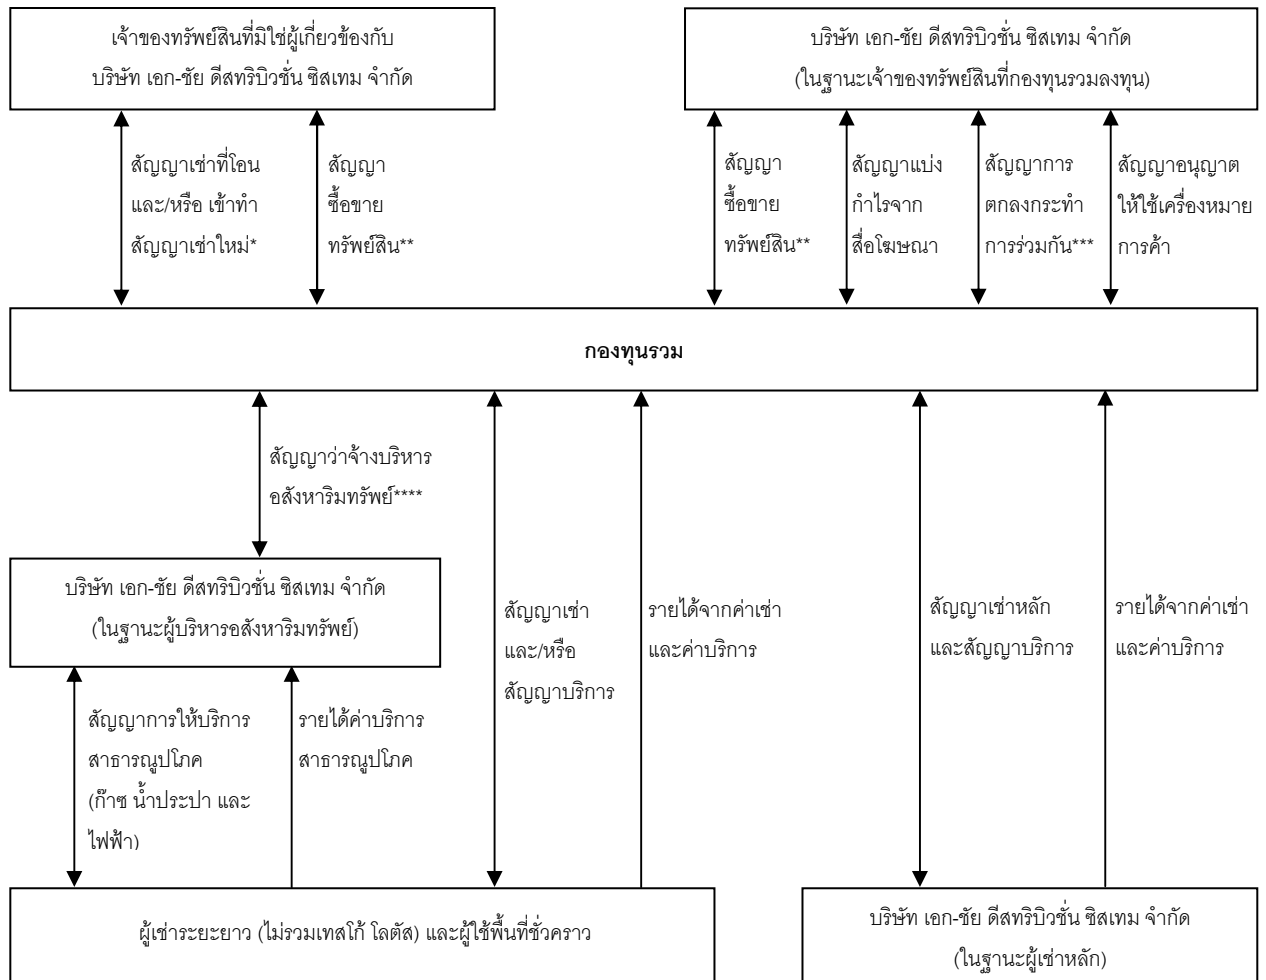 เจ้าของทรัพย์สินที่มิใช่ผู้เกี่ยวข้องกับ
บริษัท เอก-ชัย ดีสทริบิวชั่น ซิสเทม จำกัด
บริษัท เอก-ชัย ดีสทริบิวชั่น ซิสเทม จำกัด
(ในฐานะเจ้าของทรัพย์สินที่กองทุนรวมลงทุน)
สัญญาเช่าที่โอน
และ/หรือ เข้าทำ
สัญญาเช่าใหม่*
สัญญา
ซื้อขาย
ทรัพย์สิน**
สัญญา
ซื้อขาย
ทรัพย์สิน**
สัญญาแบ่ง
กำไรจาก
สื่อโฆษณา
สัญญาการ
ตกลงกระทำ
การร่วมกัน***
สัญญาอนุญาต
ให้ใช้เครื่องหมาย
การค้า
กองทุนรวม
สัญญาว่าจ้างบริหาร
อสังหาริมทรัพย์****
บริษัท เอก-ชัย ดีสทริบิวชั่น ซิสเทม จำกัด
(ในฐานะผู้บริหารอสังหาริมทรัพย์)
สัญญาเช่า
และ/หรือ
สัญญาบริการ
รายได้จากค่าเช่า
และค่าบริการ
สัญญาเช่าหลัก
และสัญญาบริการ
รายได้จากค่าเช่า
และค่าบริการ
สัญญาการให้บริการ
สาธารณูปโภค
(ก๊าซ น้ำประปา และ
ไฟฟ้า)
รายได้ค่าบริการ
สาธารณูปโภค
ผู้เช่าระยะยาว (ไม่รวมเทสโก้ โลตัส) และผู้ใช้พื้นที่ชั่วคราว
บริษัท เอก-ชัย ดีสทริบิวชั่น ซิสเทม จำกัด
(ในฐานะผู้เช่าหลัก)